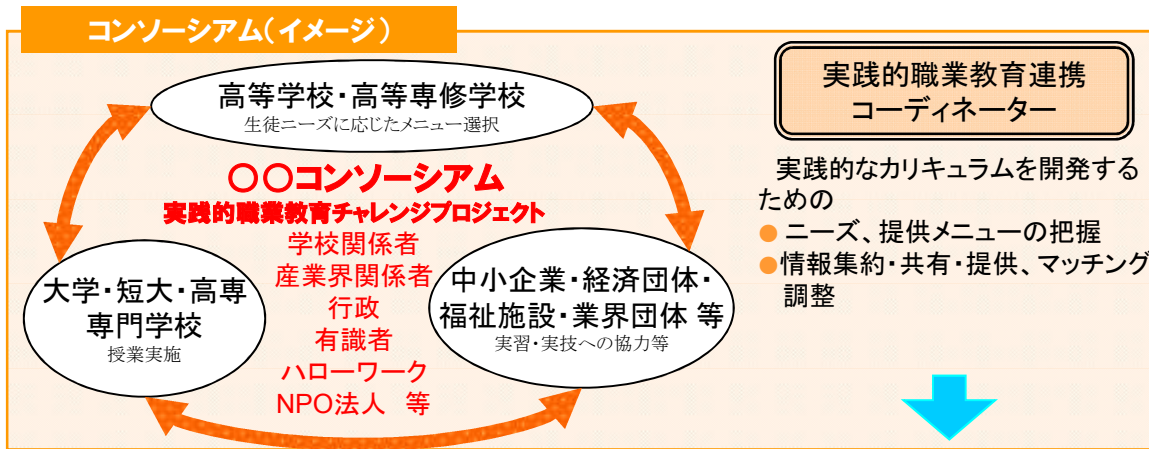 コンソーシアム(イメージ)
高等学校・高等専修学校
生徒ニーズに応じたメニュー選択
〇〇コンソーシアム
実践的職業教育チャレンジプロジェクト
学校関係者
産業界関係者
行政
有識者
ハローワーク
NPO法人 等
大学・短大・高専
専門学校
授業実施
中小企業・経済団体・
福祉施設・業界団体 等
実習・実技への協力等
実践的職業教育連携
コーディネーター
実践的なカリキュラムを開発する
ための
● ニーズ、提供メニューの把握
●情報集約・共有・提供、マッチング
調整